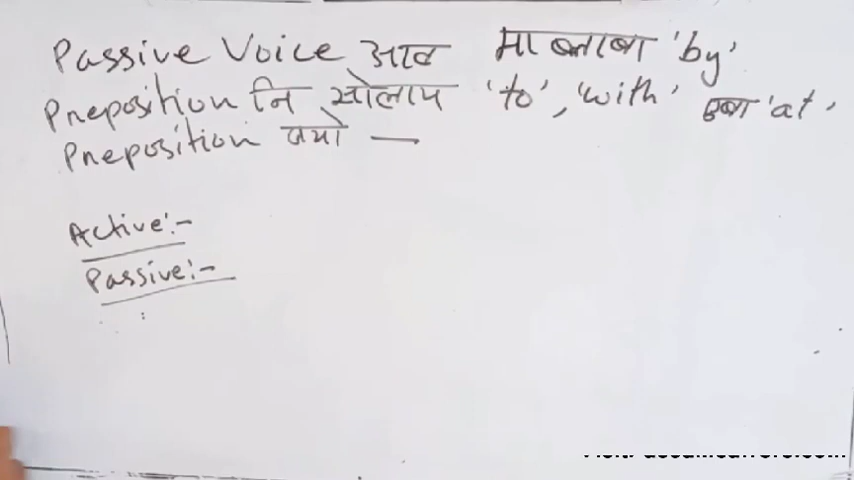 Passive Voice आव माब्लाबा 'by'
Preposition नि सोलाय 'to', 'with' एबा 'at'
Preposition जायो —
Active:-
Passive:-